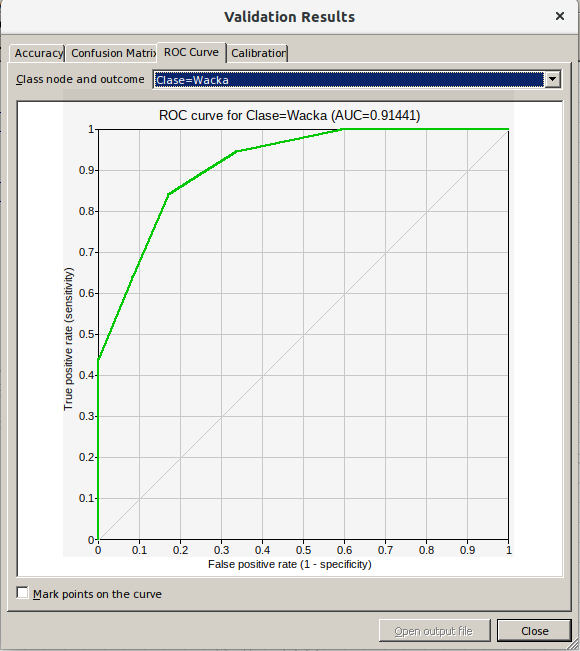 Validation Results
Accuracy Confusion Matri ROC Curve Calibration
Class node and outcome Clase=Wacka
ROC curve for Clase=Wacka (AUC=0.91441)
1
0.9
0.8
0.7
0.6
0.5
0.4
0.3
0.2
0.1
0
True positive rate (sensitivity)
0 0.1 0.2 0.3 0.4 0.5 0.6 0.7 0.8 0.9 1
False positive rate (1 - specificity)
Mark points on the curve
Open output file Close